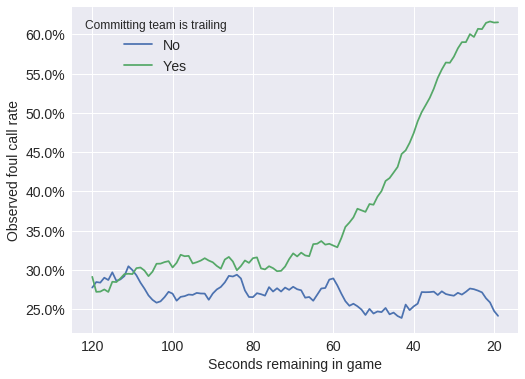 Committing team is trailing
No
Yes
60.0%
55.0%
50.0%
45.0%
40.0%
35.0%
30.0%
25.0%
Observed foul call rate
120 100 80 60 40 20
Seconds remaining in game